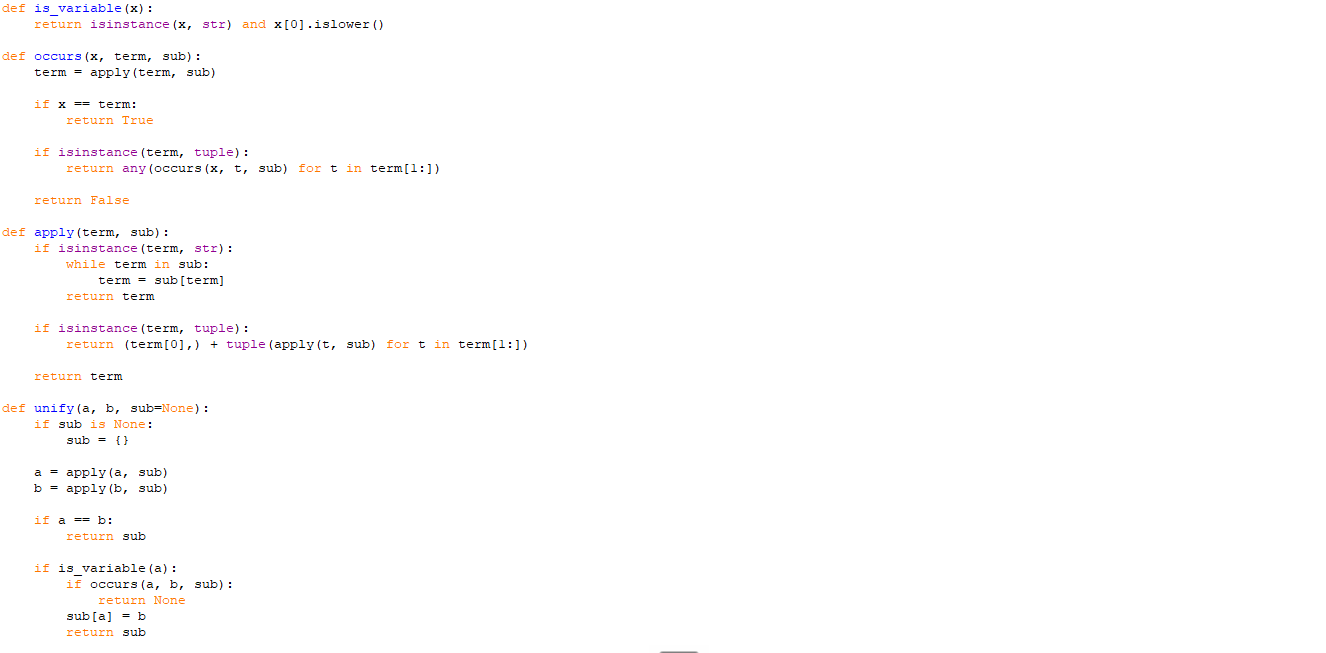 def is_variable(x):
    return isinstance(x, str) and x[0].islower()

def occurs(x, term, sub):
    term = apply(term, sub)

    if x == term:
        return True

    if isinstance(term, tuple):
        return any(occurs(x, t, sub) for t in term[1:])

    return False

def apply(term, sub):
    if isinstance(term, str):
        while term in sub:
            term = sub[term]
        return term

    if isinstance(term, tuple):
        return (term[0],) + tuple(apply(t, sub) for t in term[1:])

    return term

def unify(a, b, sub=None):
    if sub is None:
        sub = {}

    a = apply(a, sub)
    b = apply(b, sub)

    if a == b:
        return sub

    if is_variable(a):
        if occurs(a, b, sub):
            return None
        sub[a] = b
        return sub